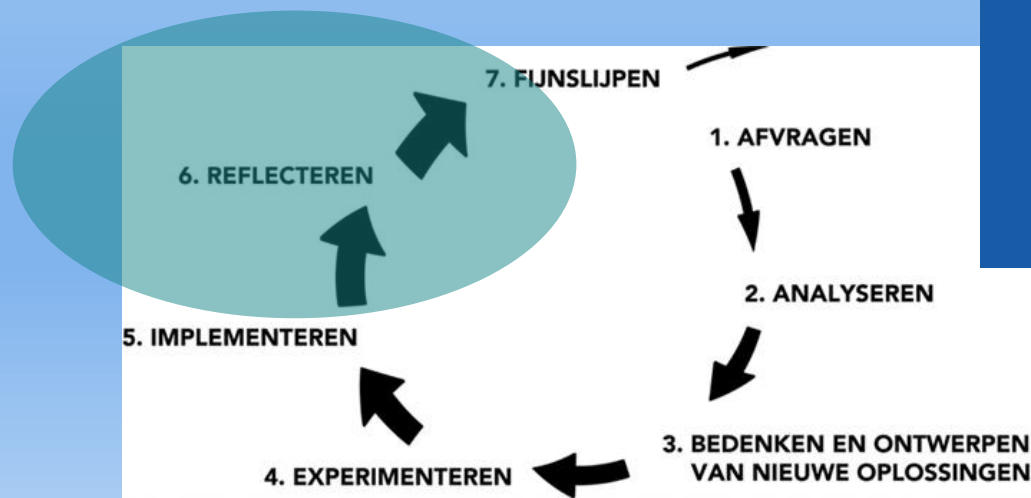 7. FIJNSLIJPEN
1. AFVRAGEN
6. REFLECTEREN
2. ANALYSEREN
5. IMPLEMENTEREN
3. BEDENKEN EN ONTWERPEN
VAN NIEUWE OPLOSSINGEN
4. EXPERIMENTEREN